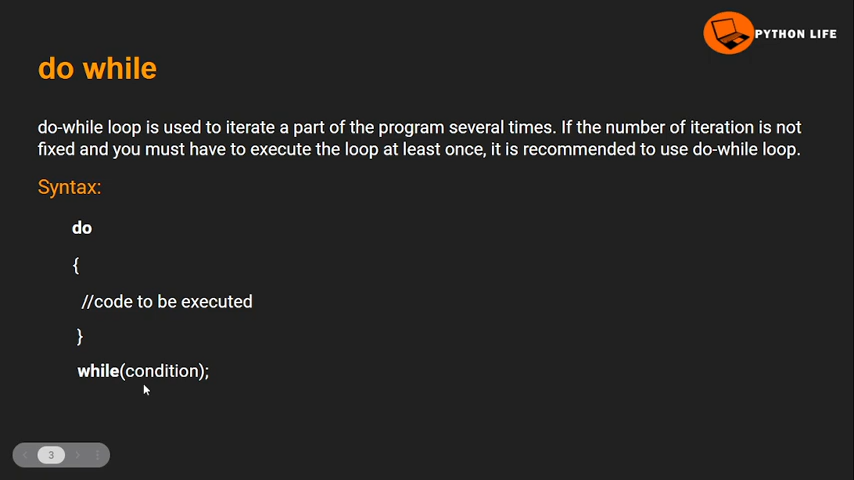 PYTHON LIFE
do while
do-while loop is used to iterate a part of the program several times. If the number of iteration is not
fixed and you must have to execute the loop at least once, it is recommended to use do-while loop.
Syntax:
do
{
//code to be executed
}
while(condition);
3